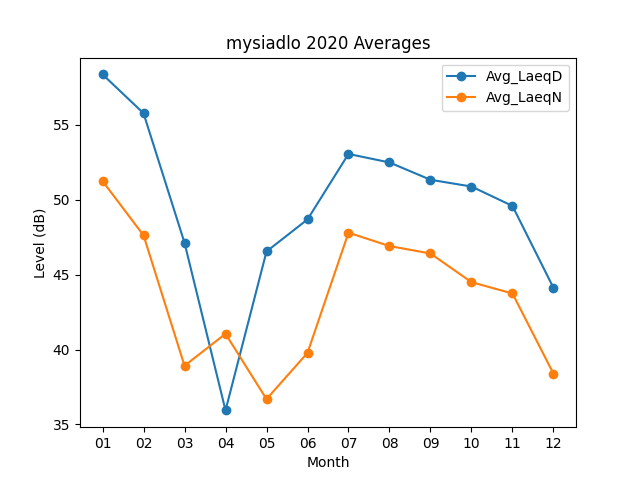 mysiadlo 2020 Averages
Avg_LaeqD
Avg_LaeqN
Level (dB)
55
50
45
40
35
01 02 03 04 05 06 07 08 09 10 11 12
Month